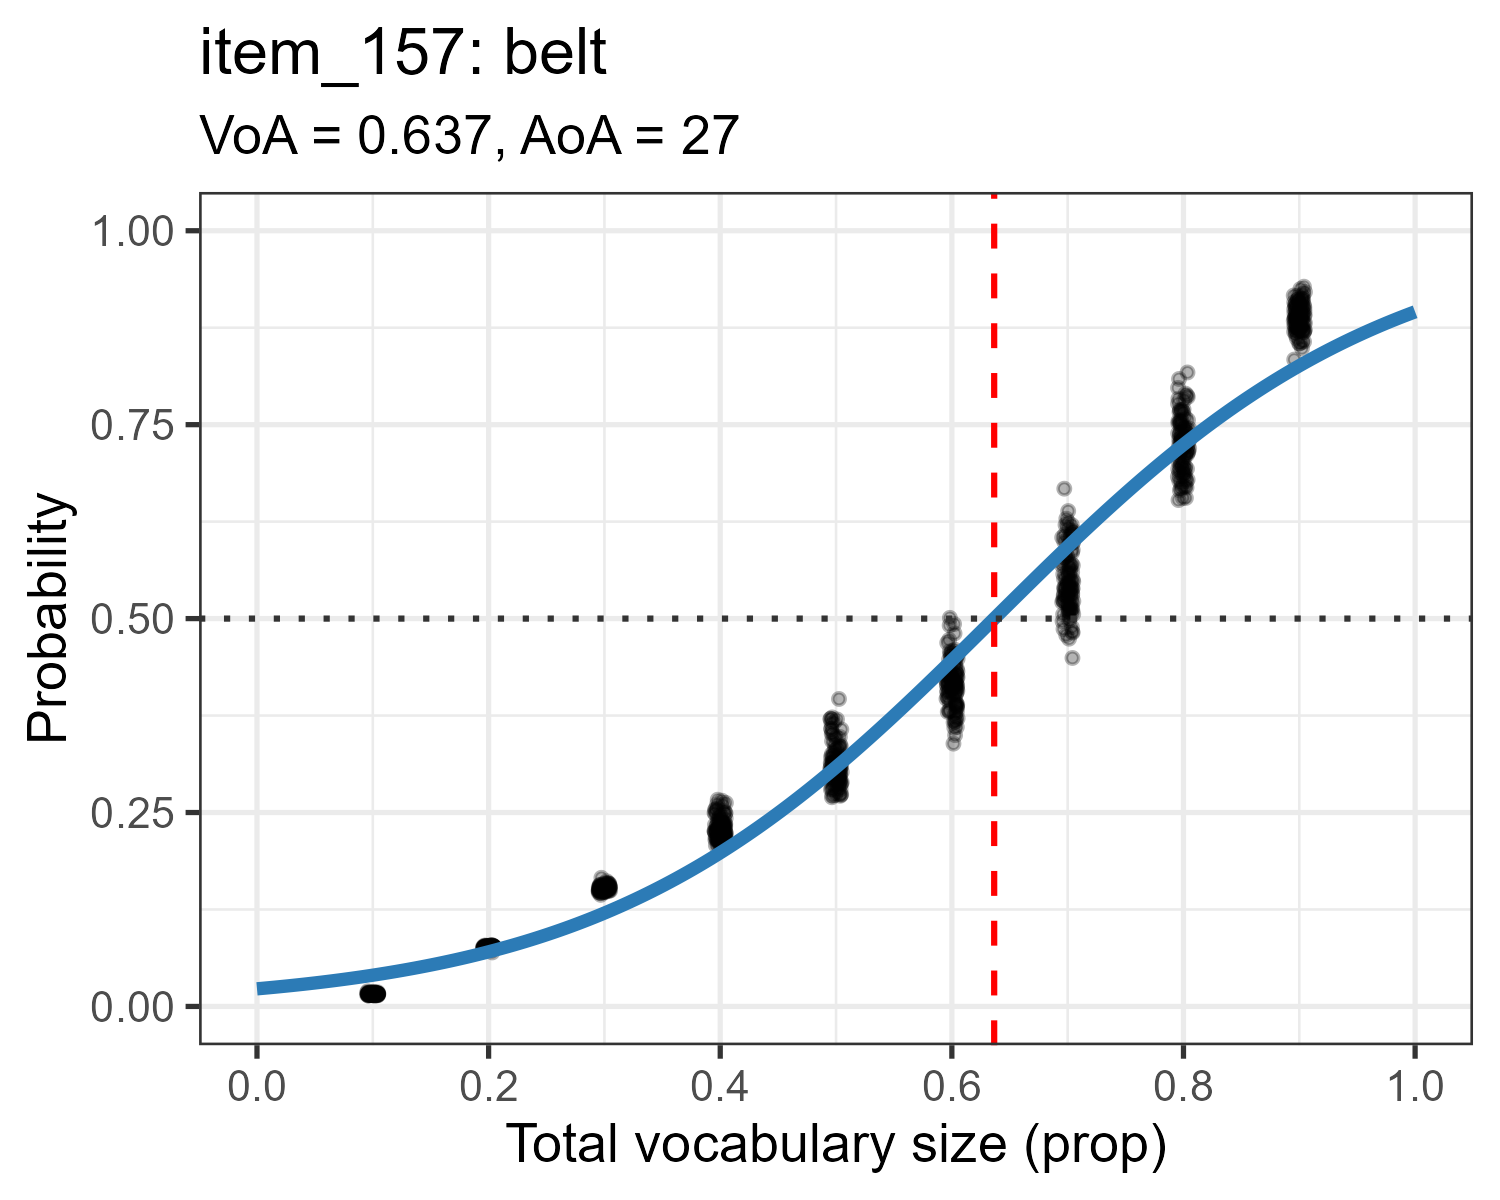 item_157: belt
VoA = 0.637, AoA = 27
1.00
0.75
0.50
0.25
0.00
Probability
0.0 0.2 0.4 0.6 0.8 1.0
Total vocabulary size (prop)